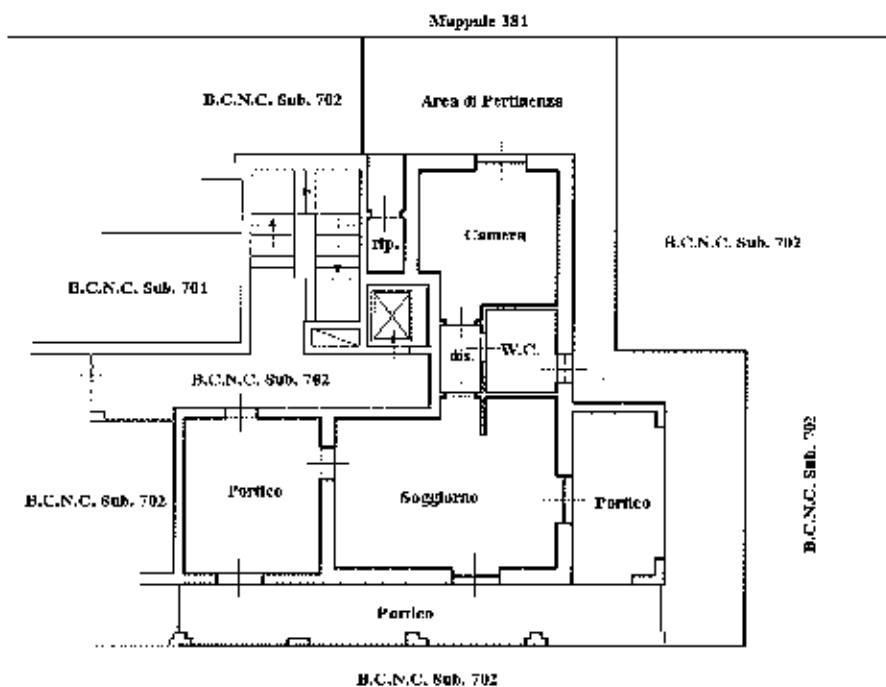 Mappale 381
B.C.N.C. Sub. 702
Area di Pertinenza
rip.
Camera
B.C.N.C. Sub. 702
B.C.N.C. Sub. 701
dis.
W.C.
B.C.N.C. Sub. 702
B.C.N.C. Sub. 702
Portico
Soggiorno
Portico
B.C.N.C. Sub. 702
Portico
B.C.N.C. Sub. 702